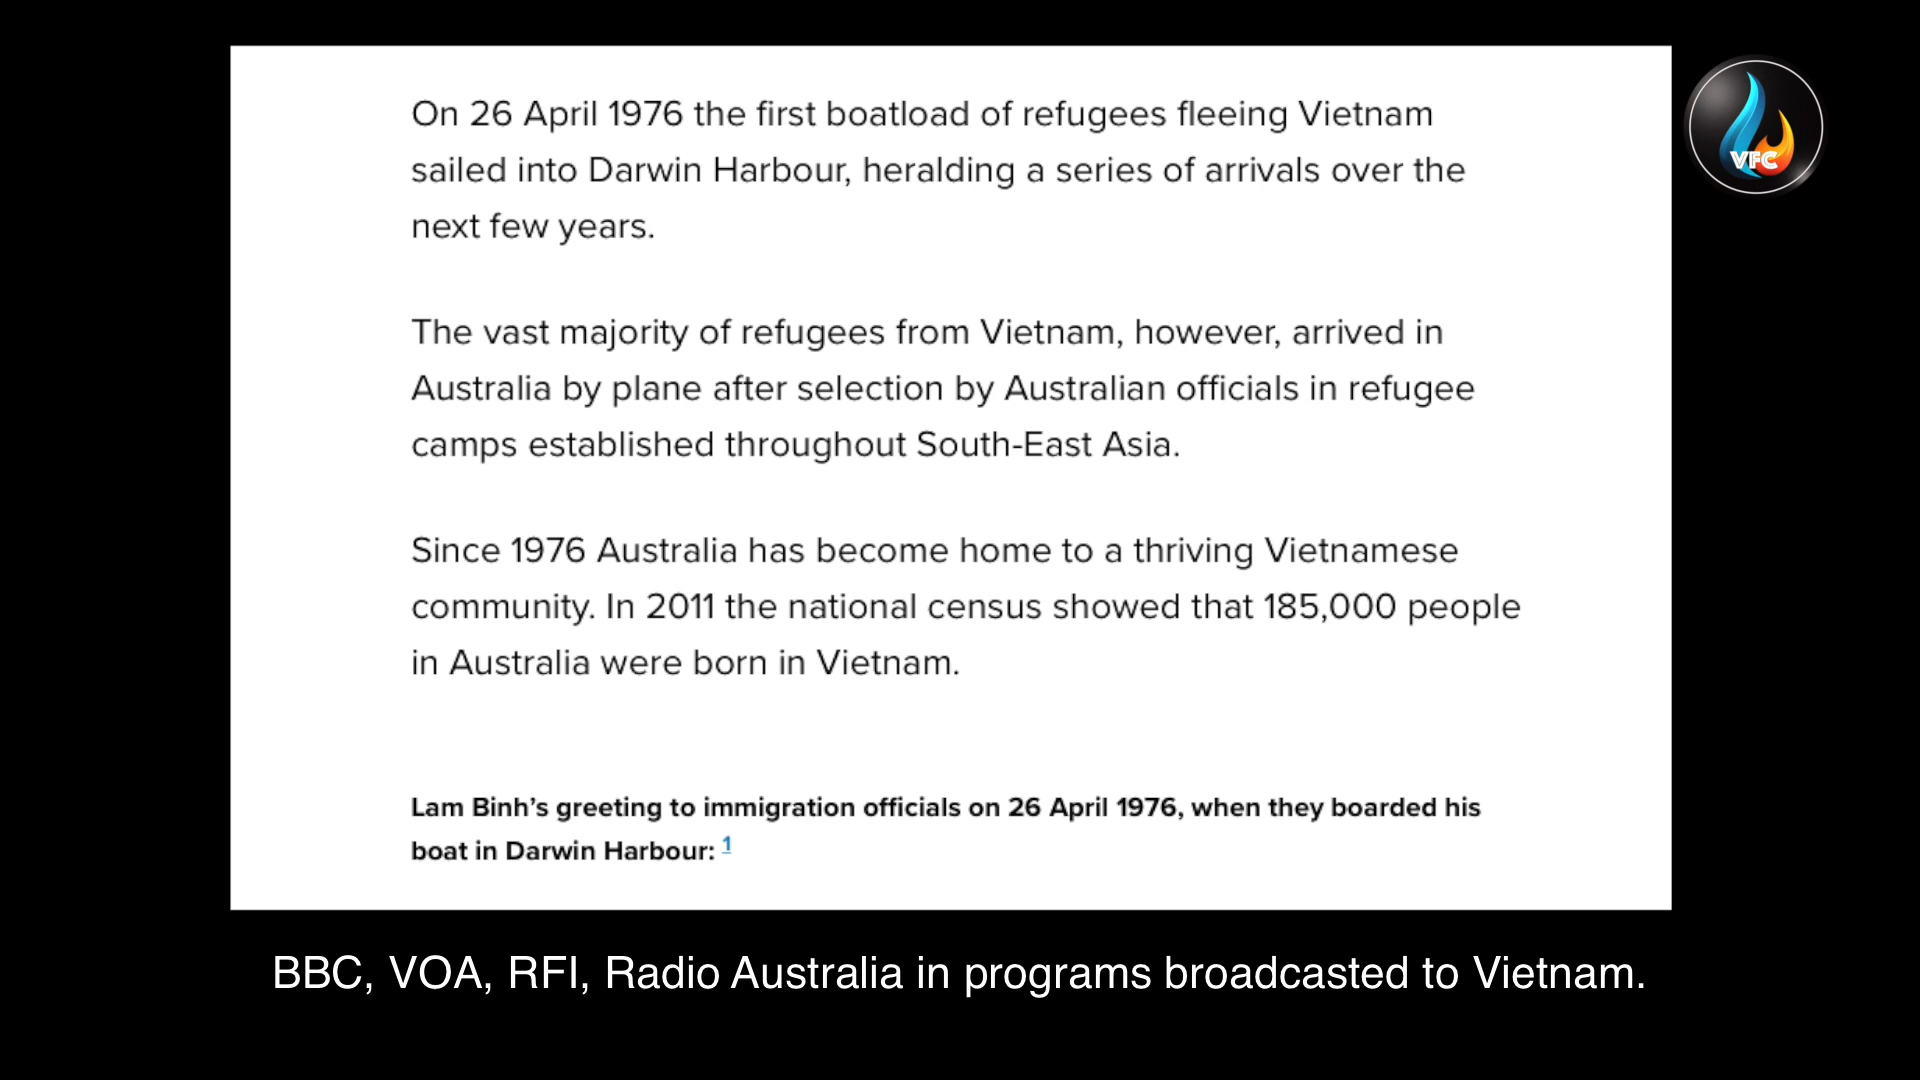 On 26 April 1976 the first boatload of refugees fleeing Vietnam
sailed into Darwin Harbour, heralding a series of arrivals over the
next few years.
The vast majority of refugees from Vietnam, however, arrived in
Australia by plane after selection by Australian officials in refugee
camps established throughout South-East Asia.
Since 1976 Australia has become home to a thriving Vietnamese
community. In 2011 the national census showed that 185,000 people
in Australia were born in Vietnam.
Lam Binh’s greeting to immigration officials on 26 April 1976, when they boarded his
boat in Darwin Harbour: 1
VFC
BBC, VOA, RFI, Radio Australia in programs broadcasted to Vietnam.